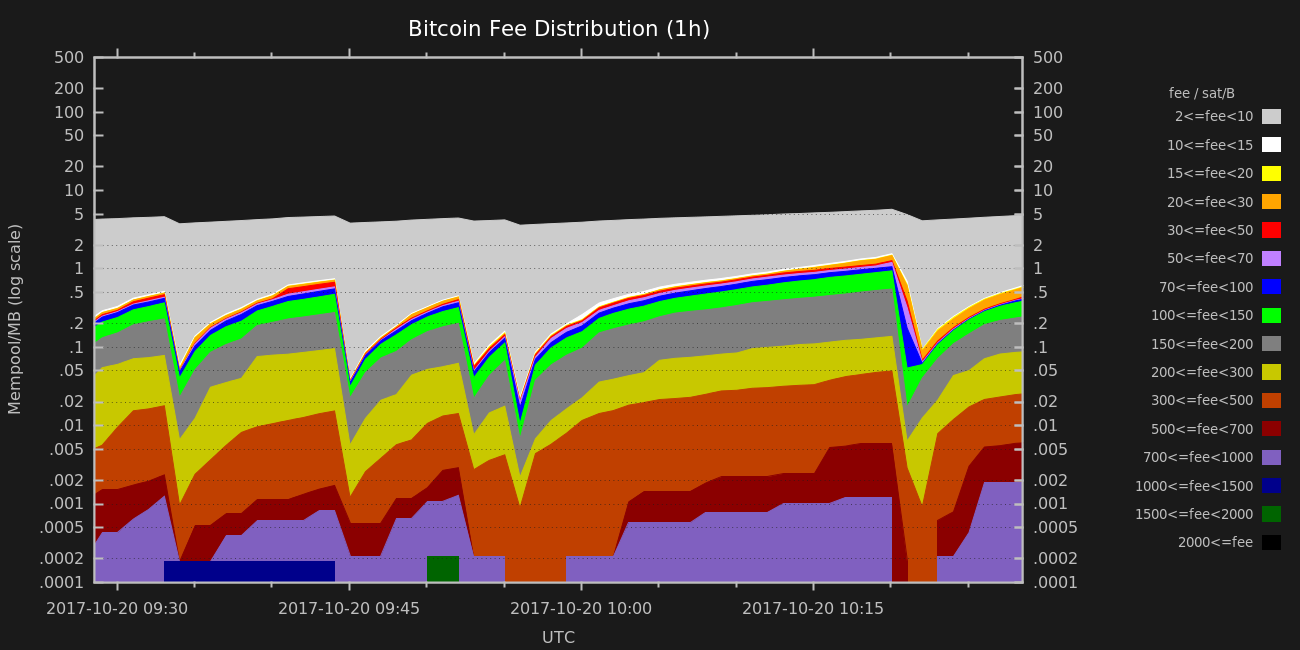 Bitcoin Fee Distribution (1h)
500
200
100
50
20
10
5
2
1
.5
.2
.1
.05
.02
.01
.005
.002
.001
.0005
.0002
.0001
Mempool/MB (log scale)
500
200
100
50
20
10
5
2
1
.5
.2
.1
.05
.02
.01
.005
.002
.001
.0005
.0002
.0001
2017-10-20 09:30 2017-10-20 09:45 2017-10-20 10:00 2017-10-20 10:15
UTC
fee / sat/B
2<=fee<10
10<=fee<15
15<=fee<20
20<=fee<30
30<=fee<50
50<=fee<70
70<=fee<100
100<=fee<150
150<=fee<200
200<=fee<300
300<=fee<500
500<=fee<700
700<=fee<1000
1000<=fee<1500
1500<=fee<2000
2000<=fee